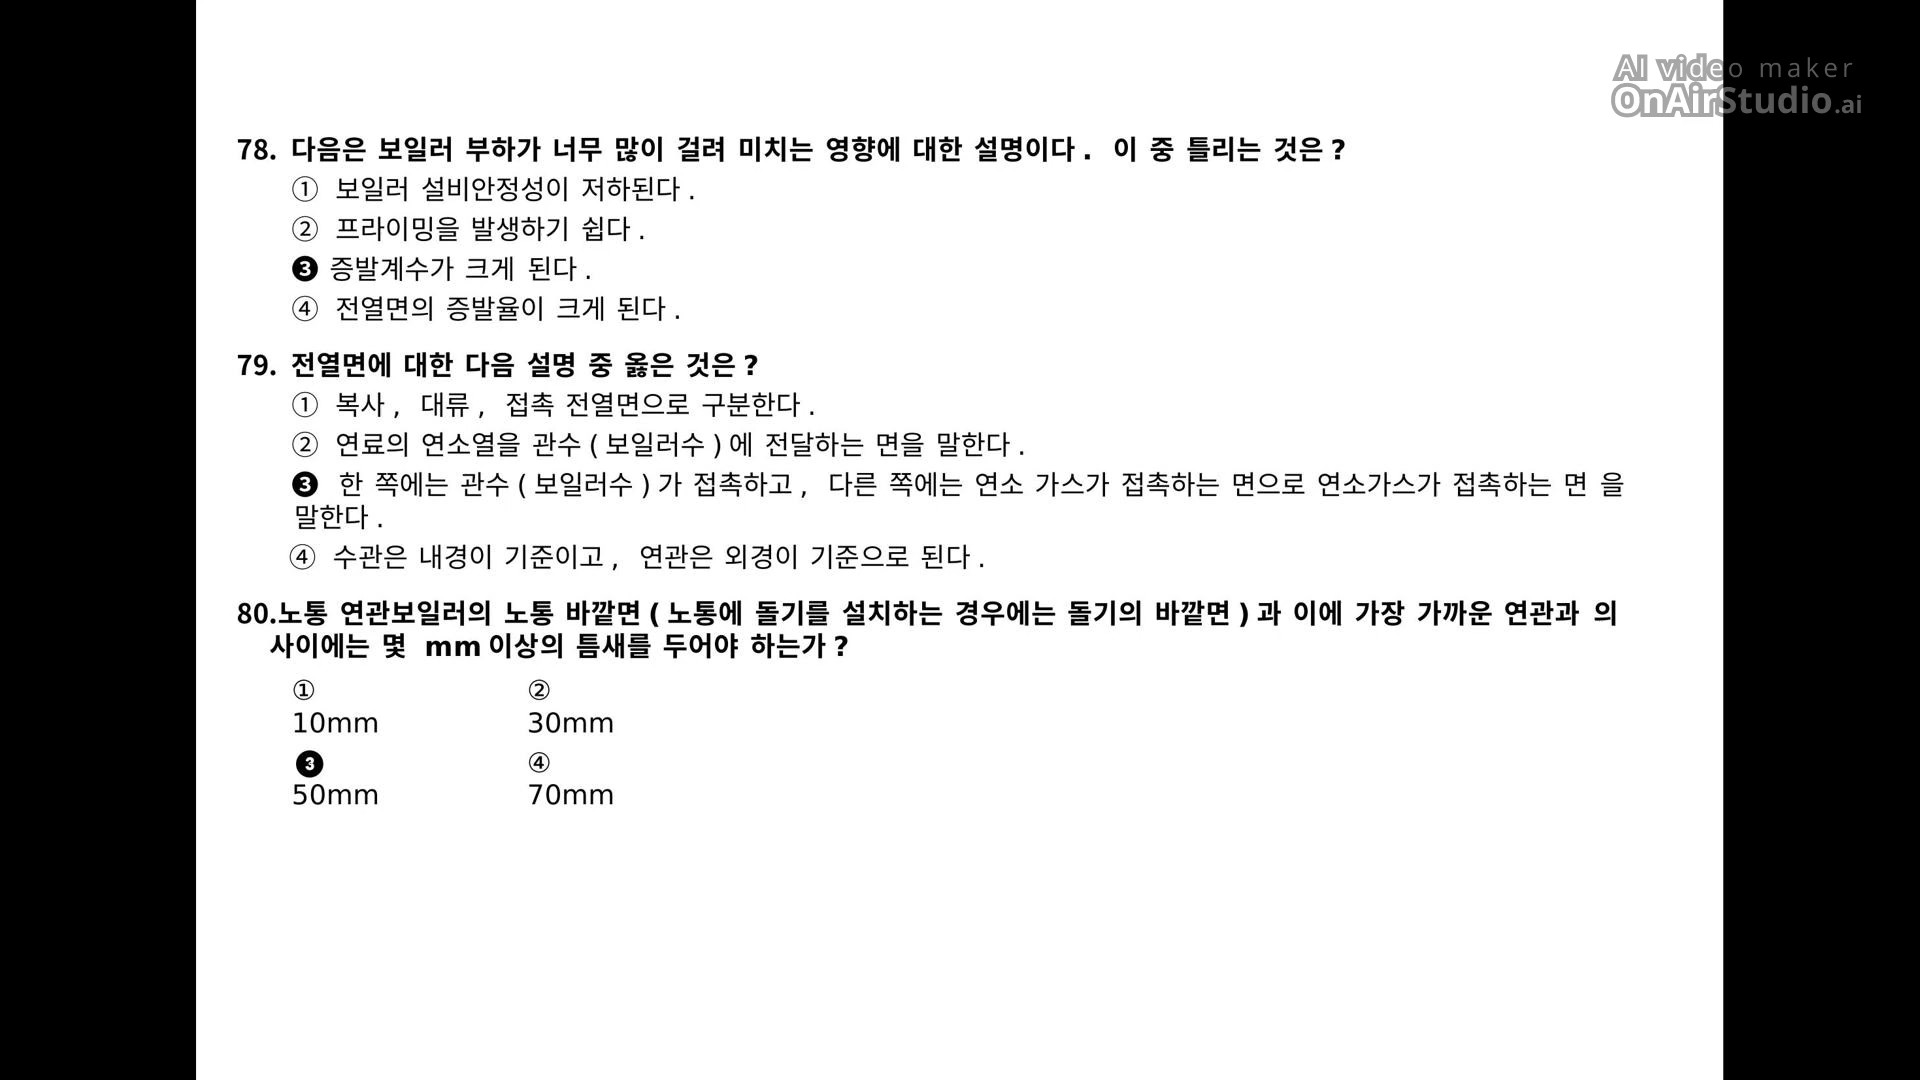 AI video maker
OnAirStudio.ai
78. 다음은 보일러 부하가 너무 많이 걸려 미치는 영향에 대한 설명이다. 이 중 틀리는 것은?
① 보일러 설비안정성이 저하된다.
② 프라이밍을 발생하기 쉽다.
❸ 증발계수가 크게 된다.
④ 전열면의 증발율이 크게 된다.
79. 전열면에 대한 다음 설명 중 옳은 것은?
① 복사, 대류, 접촉 전열면으로 구분한다.
② 연료의 연소열을 관수(보일러수)에 전달하는 면을 말한다.
❸ 한 쪽에는 관수(보일러수)가 접촉하고, 다른 쪽에는 연소 가스가 접촉하는 면으로 연소가스가 접촉하는 면 을
말한다.
④ 수관은 내경이 기준이고, 연관은 외경이 기준으로 된다.
80.노통 연관보일러의 노통 바깥면(노통에 돌기를 설치하는 경우에는 돌기의 바깥면)과 이에 가장 가까운 연관과 의
사이에는 몇 mm이상의 틈새를 두어야 하는가?
① ②
10mm 30mm
❸ ④
50mm 70mm